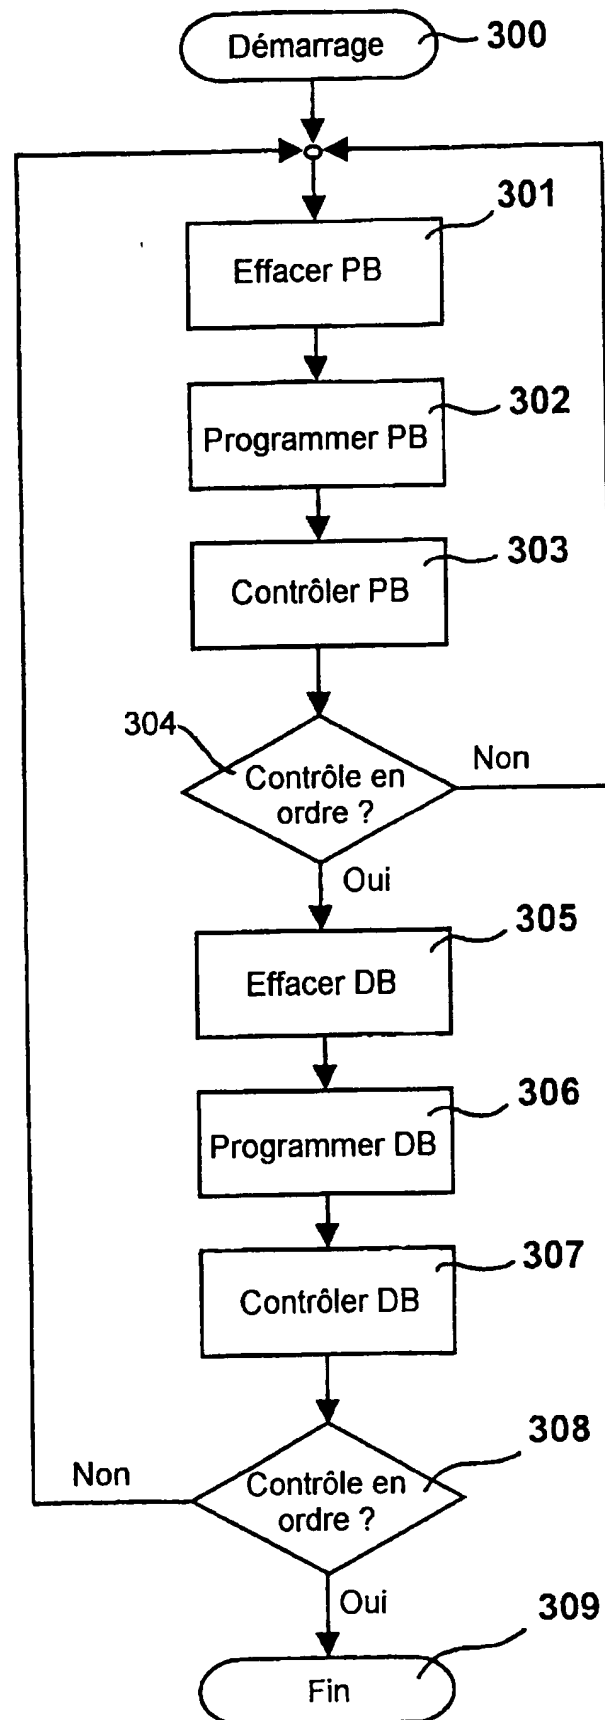 Démarrage 300
301
Effacer PB
302
Programmer PB
303
Contrôler PB
304
Contrôle en
ordre ?
Non
Oui
305
Effacer DB
306
Programmer DB
307
Contrôler DB
308
Non
Contrôle en
ordre ?
Oui
309
Fin